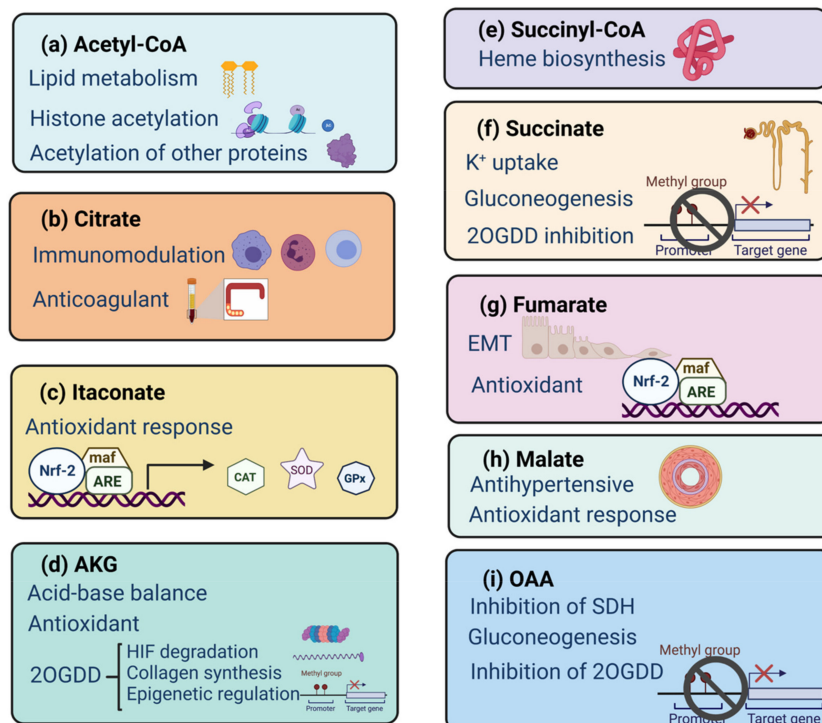 (a) Acetyl-CoA
Lipid metabolism
Histone acetylation
Acetylation of other proteins
(b) Citrate
Immunomodulation
Anticoagulant
(c) Itaconate
Antioxidant response
Nrf-2
maf
ARE
CAT
SOD
GPx
(d) AKG
Acid-base balance
Antioxidant
2OGDD
HIF degradation
Collagen synthesis
Epigenetic regulation
Methyl group
Promoter
Target gene
(e) Succinyl-CoA
Heme biosynthesis
(f) Succinate
K⁺ uptake
Gluconeogenesis
2OGDD inhibition
Methyl group
Promoter
Target gene
(g) Fumarate
EMT
Antioxidant
Nrf-2
maf
ARE
(h) Malate
Antihypertensive
Antioxidant response
(i) OAA
Inhibition of SDH
Gluconeogenesis
Inhibition of 2OGDD
Methyl group
Promoter
Target gene